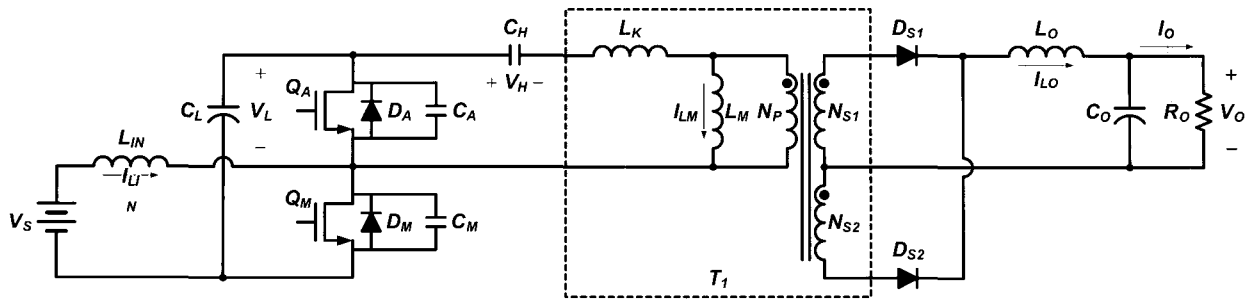 C_H
L_K
D_S1
L_O
I_O
+
Q_A
+ V_H −
I_LO
+
C_L
V_L
D_A
C_A
I_LM
L_M
N_P
N_S1
C_O
R_O
V_O
L_IN
−
−
I_LI
N
Q_M
V_S
D_M
C_M
N_S2
D_S2
T_1